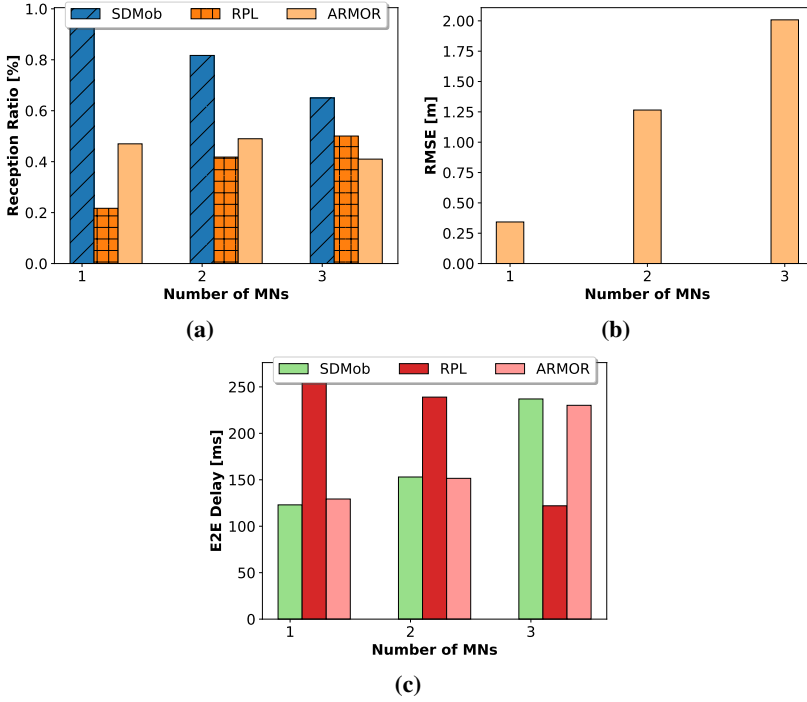 SDMob RPL ARMOR
1.0
0.8
0.6
0.4
0.2
0.0
Reception Ratio [%]
1 2 3
Number of MNs
(a)
2.00
1.75
1.50
1.25
1.00
0.75
0.50
0.25
0.00
RMSE [m]
1 2 3
Number of MNs
(b)
SDMob RPL ARMOR
250
200
150
100
50
0
E2E Delay [ms]
1 2 3
Number of MNs
(c)